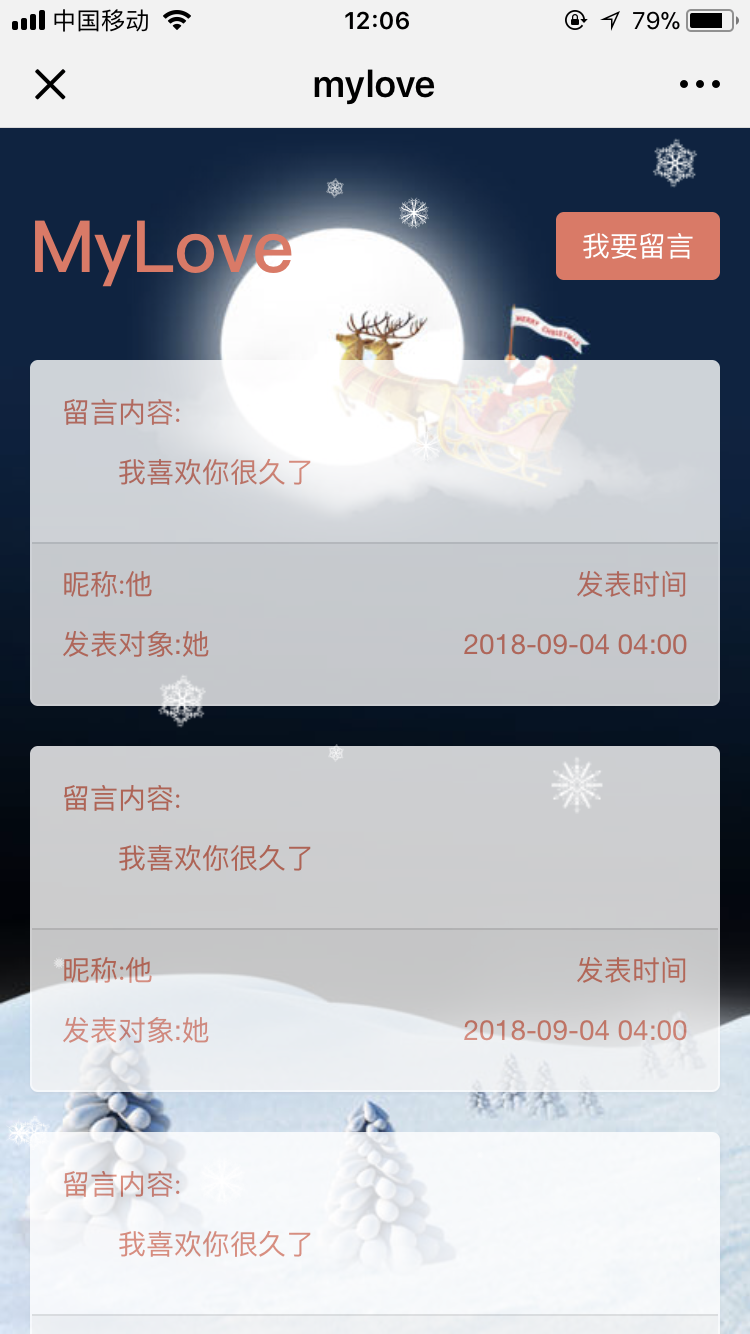 中国移动 12:06 79%
mylove
MyLove 我要留言
MERRY CHRISTMAS
留言内容:
我喜欢你很久了
昵称:他 发表时间
发表对象:她 2018-09-04 04:00
留言内容:
我喜欢你很久了
昵称:他 发表时间
发表对象:她 2018-09-04 04:00
留言内容:
我喜欢你很久了